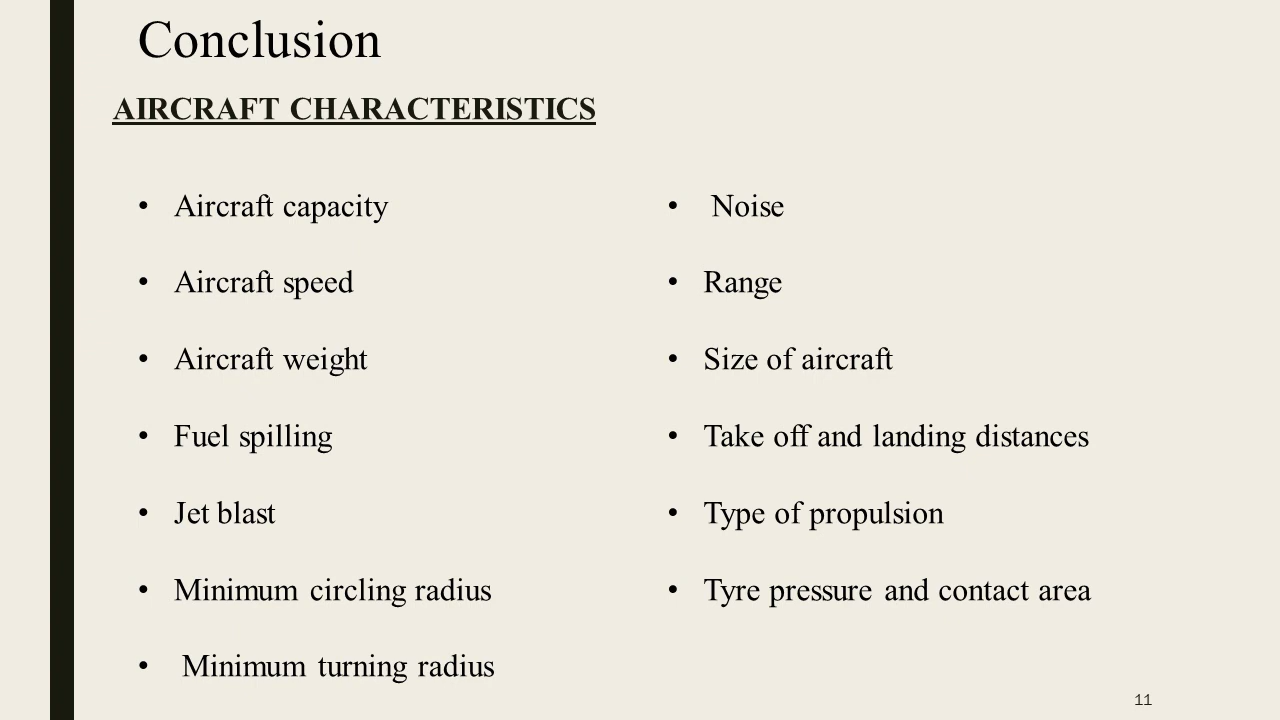 Conclusion
AIRCRAFT CHARACTERISTICS
• Aircraft capacity
• Aircraft speed
• Aircraft weight
• Fuel spilling
• Jet blast
• Minimum circling radius
• Minimum turning radius
• Noise
• Range
• Size of aircraft
• Take off and landing distances
• Type of propulsion
• Tyre pressure and contact area
11